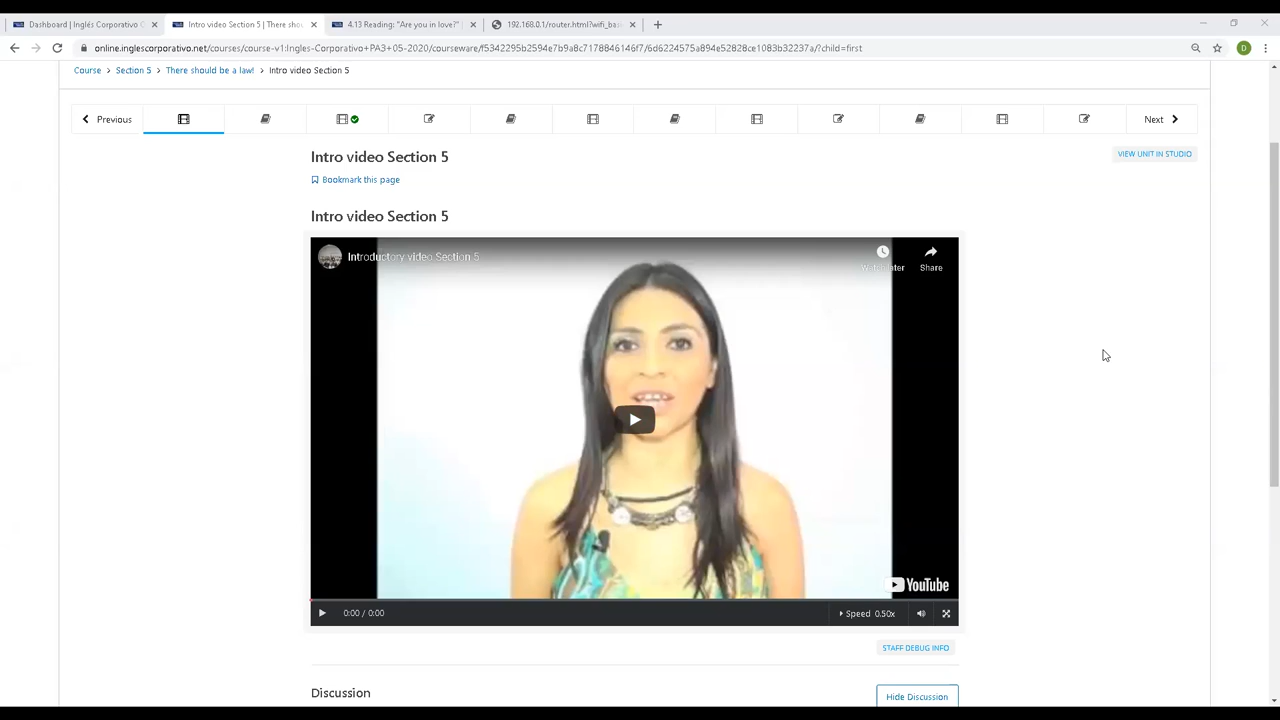 Dashboard | Inglés Corporativo C
Intro video Section 5 | There shou
4.13 Reading: "Are you in love?"
192.168.0.1/router.html?wifi_bas
online.inglescorporativo.net/courses/course-v1:Ingles-Corporativo+PA3+05-2020/courseware/f5342295b2594e7b9a8c7178846146f7/6d6224575a894e52828ce1083b32237a/?child=first
D
Course > Section 5 > There should be a law! > Intro video Section 5
Previous
Next
Intro video Section 5
VIEW UNIT IN STUDIO
Bookmark this page
Intro video Section 5
Introductory video Section 5
Watch later
Share
YouTube
0:00 / 0:00
Speed 0.50x
STAFF DEBUG INFO
Discussion
Hide Discussion